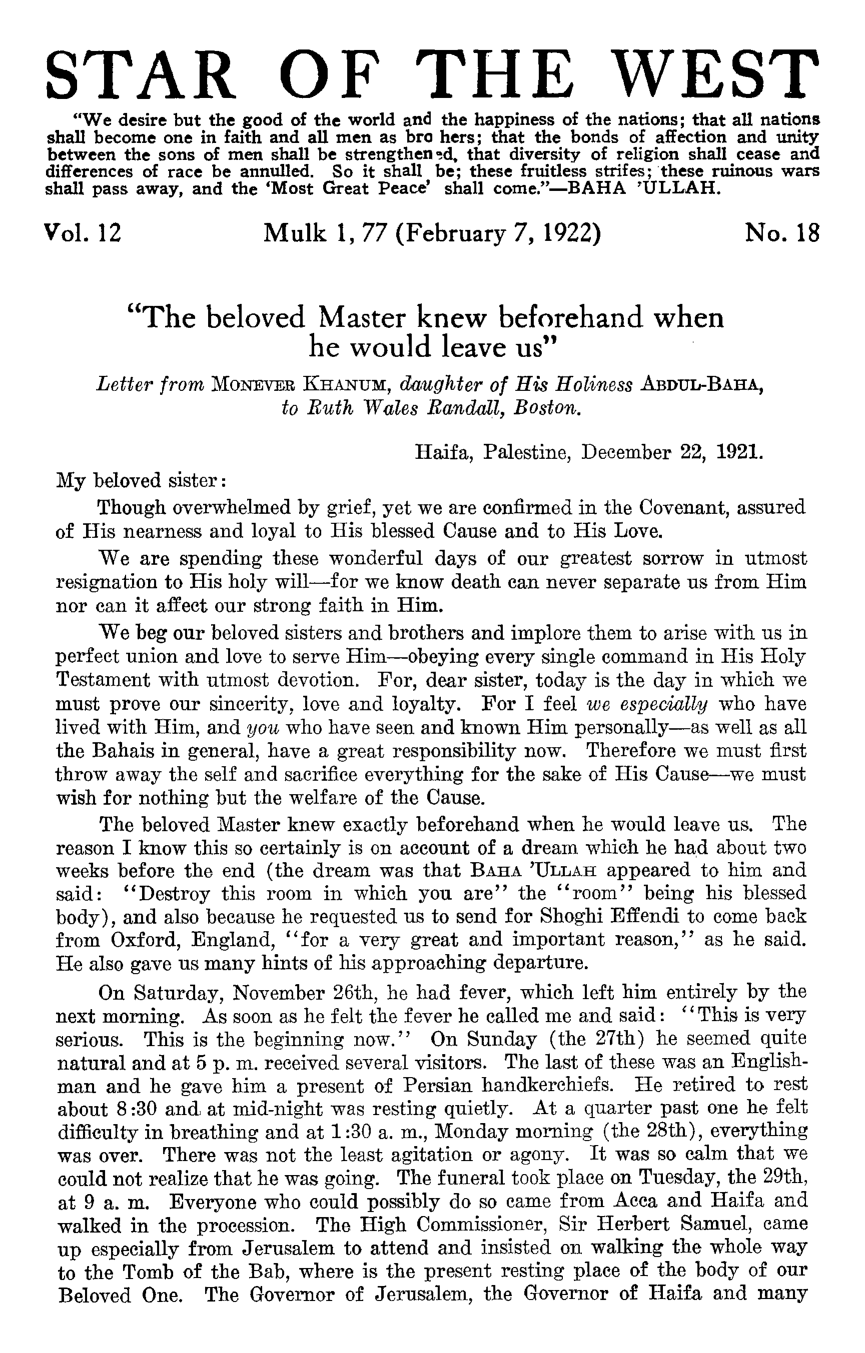 STAR OF THE WEST
"We desire but the good of the world and the happiness of the nations; that all nations
shall become one in faith and all men as bro hers; that the bonds of affection and unity
between the sons of men shall be strengthened, that diversity of religion shall cease and
differences of race be annulled. So it shall be; these fruitless strifes; these ruinous wars
shall pass away, and the 'Most Great Peace' shall come."—BAHA 'ULLAH.
Vol. 12 Mulk 1, 77 (February 7, 1922) No. 18
"The beloved Master knew beforehand when
he would leave us"
Letter from MONEVER KHANUM, daughter of His Holiness ABDUL-BAHA,
to Ruth Wales Randall, Boston.
Haifa, Palestine, December 22, 1921.
My beloved sister:
Though overwhelmed by grief, yet we are confirmed in the Covenant, assured
of His nearness and loyal to His blessed Cause and to His Love.
We are spending these wonderful days of our greatest sorrow in utmost
resignation to His holy will—for we know death can never separate us from Him
nor can it affect our strong faith in Him.
We beg our beloved sisters and brothers and implore them to arise with us in
perfect union and love to serve Him—obeying every single command in His Holy
Testament with utmost devotion. For, dear sister, today is the day in which we
must prove our sincerity, love and loyalty. For I feel we especially who have
lived with Him, and you who have seen and known Him personally—as well as all
the Bahais in general, have a great responsibility now. Therefore we must first
throw away the self and sacrifice everything for the sake of His Cause—we must
wish for nothing but the welfare of the Cause.
The beloved Master knew exactly beforehand when he would leave us. The
reason I know this so certainly is on account of a dream which he had about two
weeks before the end (the dream was that BAHA 'ULLAH appeared to him and
said: "Destroy this room in which you are" the "room" being his blessed
body), and also because he requested us to send for Shoghi Effendi to come back
from Oxford, England, "for a very great and important reason," as he said.
He also gave us many hints of his approaching departure.
On Saturday, November 26th, he had fever, which left him entirely by the
next morning. As soon as he felt the fever he called me and said: "This is very
serious. This is the beginning now." On Sunday (the 27th) he seemed quite
natural and at 5 p. m. received several visitors. The last of these was an English-
man and he gave him a present of Persian handkerchiefs. He retired to rest
about 8:30 and at mid-night was resting quietly. At a quarter past one he felt
difficulty in breathing and at 1:30 a. m., Monday morning (the 28th), everything
was over. There was not the least agitation or agony. It was so calm that we
could not realize that he was going. The funeral took place on Tuesday, the 29th,
at 9 a. m. Everyone who could possibly do so came from Acca and Haifa and
walked in the procession. The High Commissioner, Sir Herbert Samuel, came
up especially from Jerusalem to attend and insisted on walking the whole way
to the Tomb of the Bab, where is the present resting place of the body of our
Beloved One. The Governor of Jerusalem, the Governor of Haifa and many